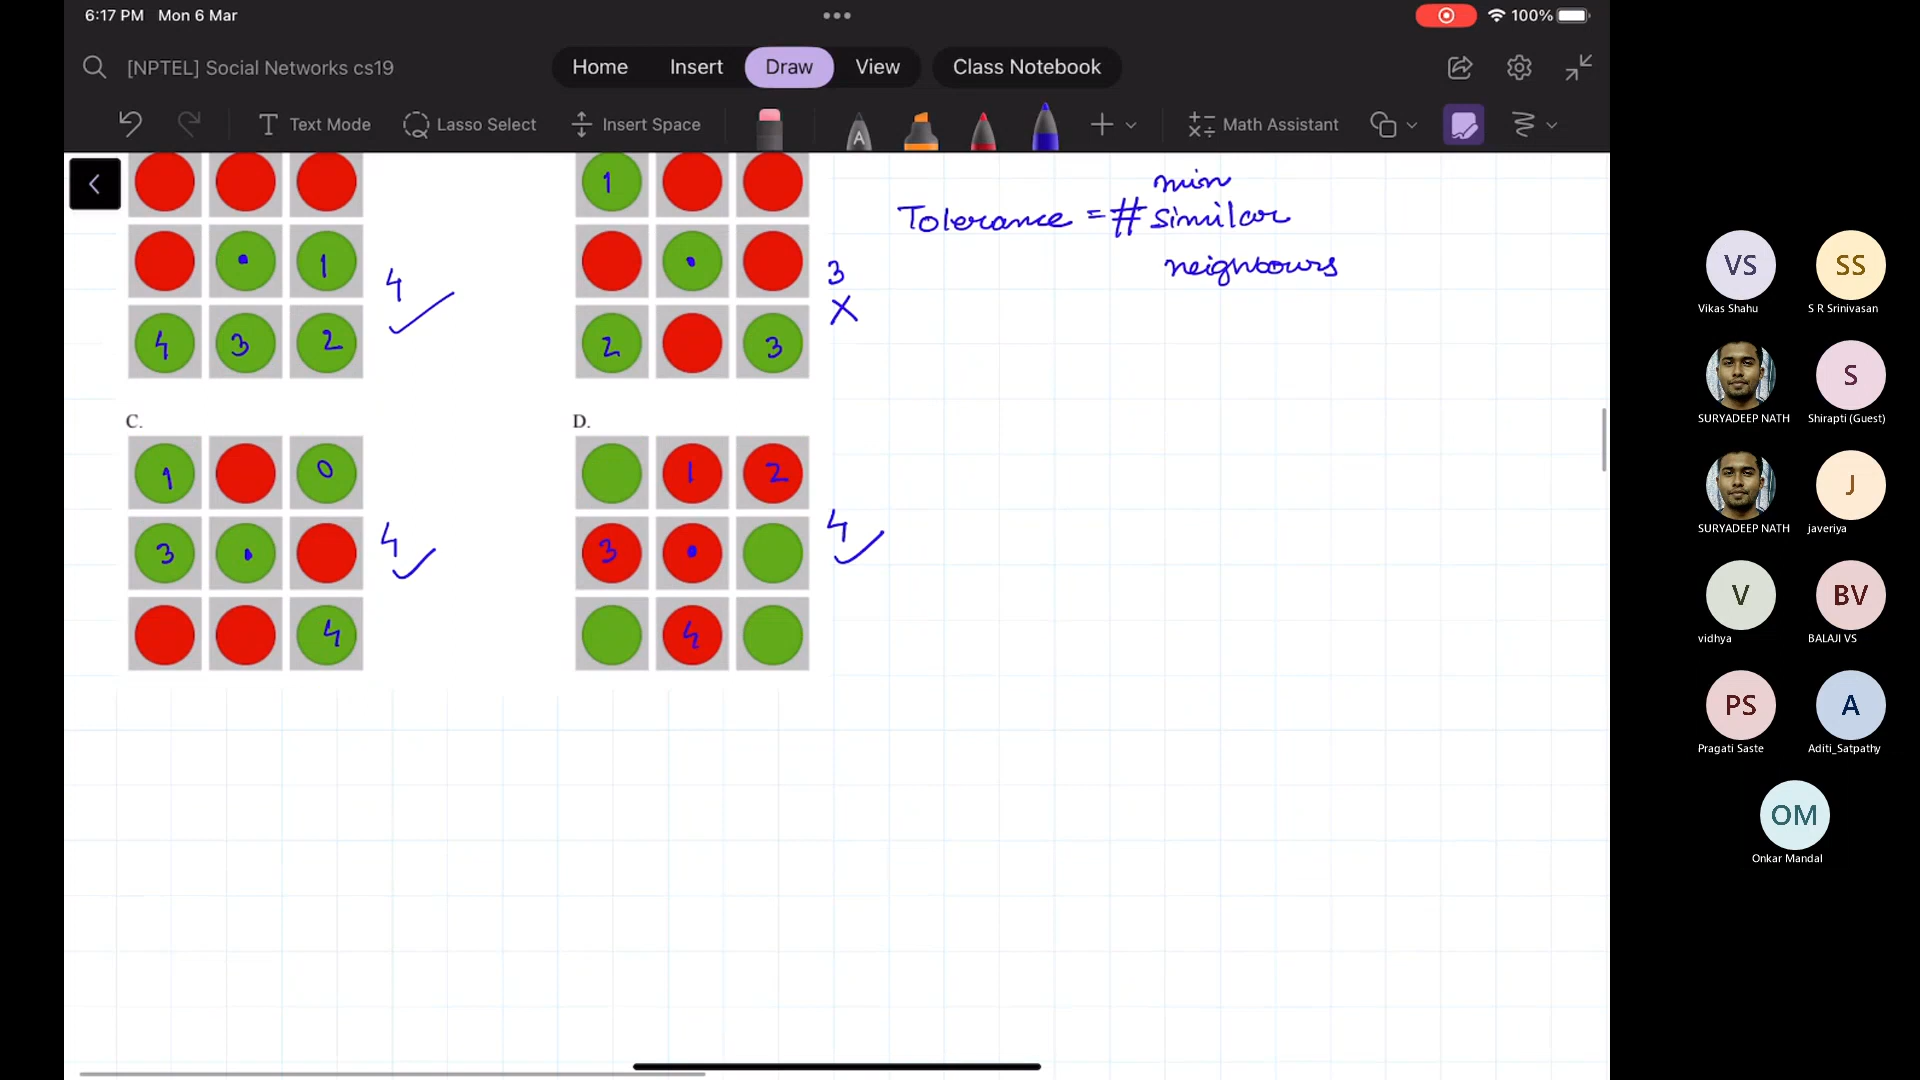 6:17 PM Mon 6 Mar
100%
[NPTEL] Social Networks cs19
Home Insert Draw View Class Notebook
Text Mode Lasso Select Insert Space A Math Assistant
1
min
Tolerance = # similar
neighbours
1
4
3
X
4 3 2
2 3
C. D.
1 0
1 2
3
4
3
4
4
4
VS SS
Vikas Shahu S R Srinivasan
S
SURYADEEP NATH Shirapti (Guest)
J
SURYADEEP NATH javeriya
V BV
vidhya BALAJI VS
PS A
Pragati Saste Aditi_Satpathy
OM
Onkar Mandal